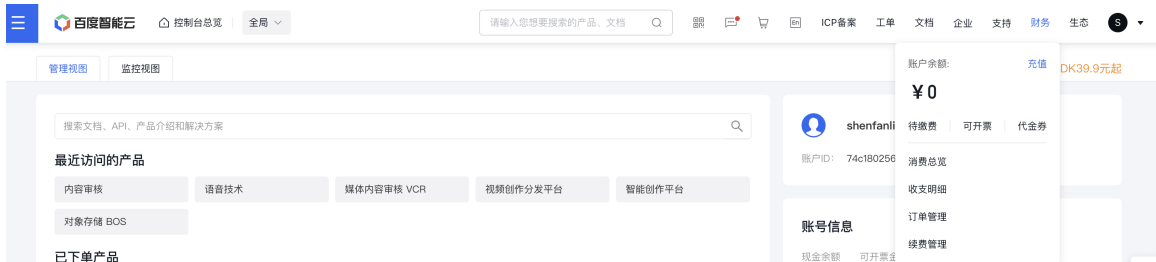 百度智能云 控制台总览 全局 请输入您想要搜索的产品、文档 En ICP备案 工单 文档 企业 支持 财务 生态 S
管理视图 监控视图
DK39.9元起
搜索文档、API、产品介绍和解决方案
最近访问的产品
内容审核 语音技术 媒体内容审核 VCR 视频创作分发平台 智能创作平台
对象存储 BOS
已下单产品
shenfanli
账户ID: 74c180256
账号信息
现金余额 可开票金
账户余额: 充值
¥ 0
待缴费 可开票 代金券
消费总览
收支明细
订单管理
续费管理